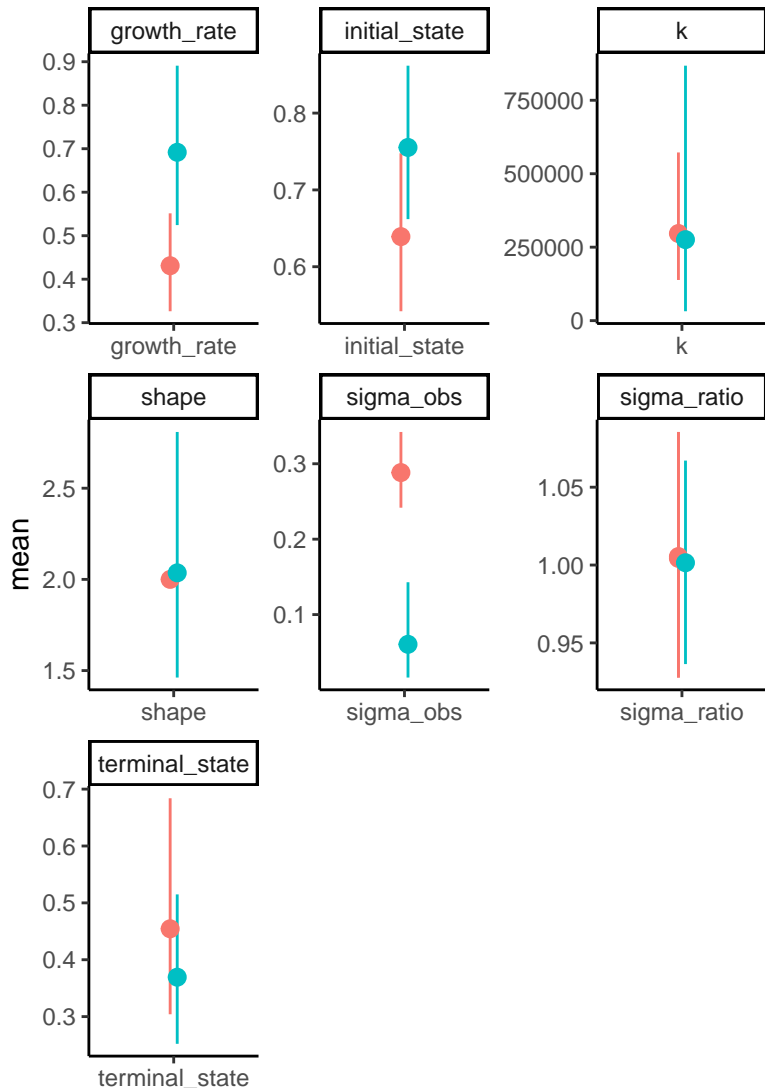 growth_rate
initial_state
k
0.9
0.8
0.7
0.6
0.5
0.4
0.3
0.8
0.7
0.6
750000
500000
250000
0
growth_rate
initial_state
k
shape
sigma_obs
sigma_ratio
mean
2.5
2.0
1.5
0.3
0.2
0.1
1.05
1.00
0.95
shape
sigma_obs
sigma_ratio
terminal_state
0.7
0.6
0.5
0.4
0.3
terminal_state